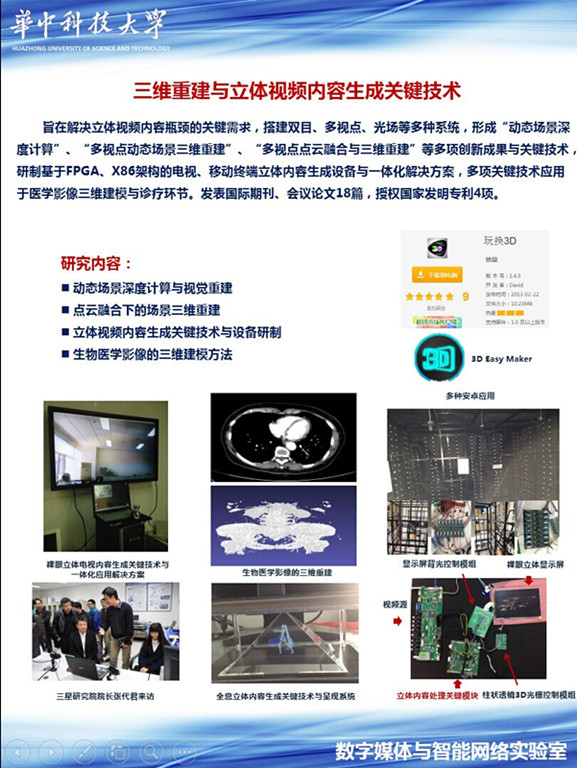 華中科技大學
HUAZHONG UNIVERSITY OF SCIENCE AND TECHNOLOGY
三维重建与立体视频内容生成关键技术
旨在解决立体视频内容瓶颈的关键需求，搭建双目、多视点、光场等多种系统，形成“动态场景深
度计算”、“多视点动态场景三维重建”、“多视点点云融合与三维重建”等多项创新成果与关键技术，
研制基于FPGA、X86架构的电视、移动终端立体内容生成设备与一体化解决方案，多项关键技术应用
于医学影像三维建模与诊疗环节。发表国际期刊、会议论文18篇，授权国家发明专利4项。
研究内容：
■ 动态场景深度计算与视觉重建
■ 点云融合下的场景三维重建
■ 立体视频内容生成关键技术与设备研制
■ 生物医学影像的三维建模方法
玩换3D
信息
下载到电脑
版 本 号：1.4.5
开 发 者：David
发布时间：2013-02-22
文件大小：10.23MB
9
支持固件：1.6 及以上版本
3D
3D Easy Maker
多种安卓应用
裸眼立体电视内容生成关键技术与
一体化应用解决方案
生物医学影像的三维重建
显示屏背光控制模组
裸眼立体显示屏
视频源
三星研究院院长张代君来访
全息立体内容生成关键技术与呈现系统
立体内容处理关键模块
柱状透镜3D光栅控制模组
数字媒体与智能网络实验室